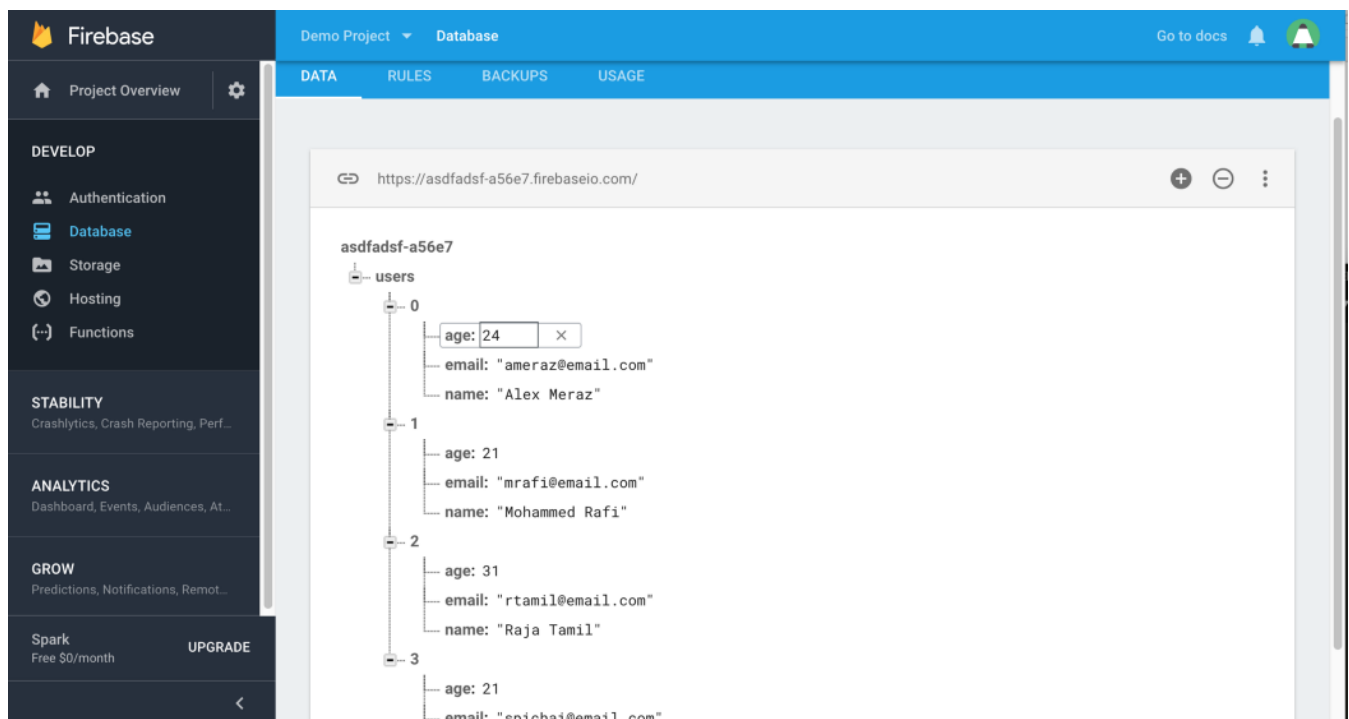 Firebase
Demo Project Database
Go to docs
Project Overview
DATA RULES BACKUPS USAGE
DEVELOP
Authentication
Database
Storage
Hosting
Functions
STABILITY
Crashlytics, Crash Reporting, Perf...
ANALYTICS
Dashboard, Events, Audiences, At...
GROW
Predictions, Notifications, Remot...
Spark
Free $0/month
UPGRADE
https://asdfadsf-a56e7.firebaseio.com/
asdfadsf-a56e7
users
0
age: 24
email: "ameraz@email.com"
name: "Alex Meraz"
1
age: 21
email: "mrafi@email.com"
name: "Mohammed Rafi"
2
age: 31
email: "rtamil@email.com"
name: "Raja Tamil"
3
age: 21
email: "spichai@email.com"